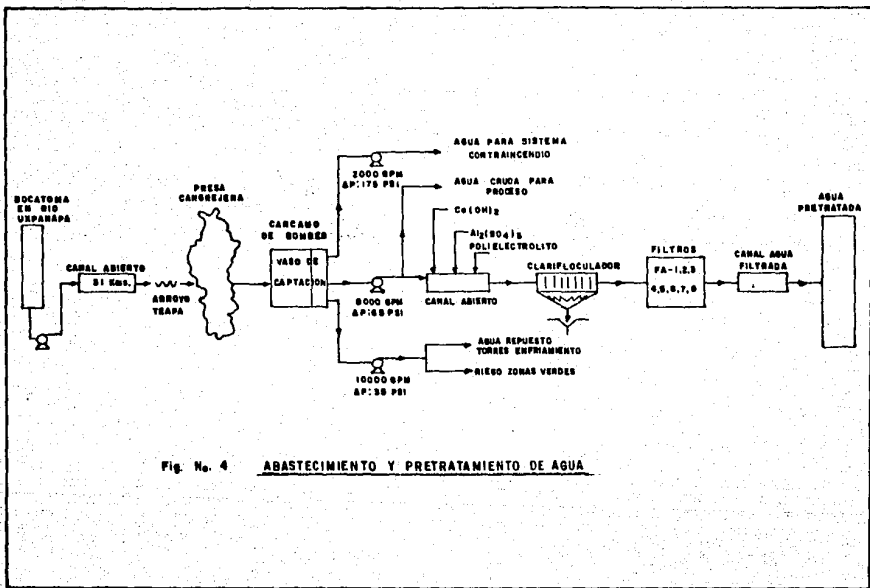 BOCATOMA
EN RIO
UXPANAPA
CANAL ABIERTO
31 Kms.
ARROYO
TEAPA
PRESA
CANGREJERA
CARCAMO
DE BOMBEO
VASO DE
CAPTACION
2000 GPM
ΔP:175 PSI
AGUA PARA SISTEMA
CONTRAINCENDIO
AGUA CRUDA PARA
PROCESO
8000 GPM
ΔP:65 PSI
Ca(OH)2
Al2(SO4)3
POLIELECTROLITO
CANAL ABIERTO
CLARIFLOCULADOR
FILTROS
FA-1,2,3
4,5,6,7,8
CANAL AGUA
FILTRADA
AGUA
PRETRATADA
10000 GPM
ΔP:35 PSI
AGUA REPUESTO
TORRES ENFRIAMIENTO
RIEGO ZONAS VERDES
Fig. No. 4 ABASTECIMIENTO Y PRETRATAMIENTO DE AGUA